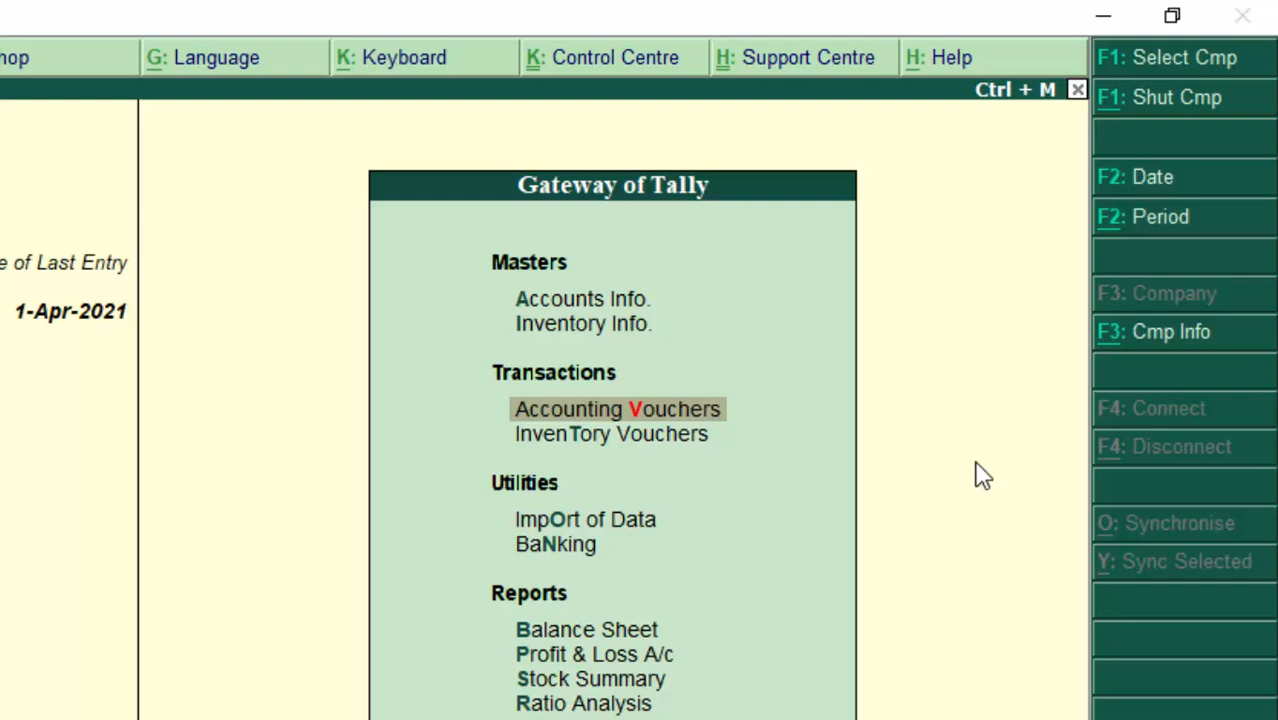 hop
G: Language
K: Keyboard
K: Control Centre
H: Support Centre
H: Help
Ctrl + M
e of Last Entry
1-Apr-2021
Gateway of Tally
Masters
Accounts Info.
Inventory Info.
Transactions
Accounting Vouchers
InvenTory Vouchers
Utilities
ImpOrt of Data
BaNking
Reports
Balance Sheet
Profit & Loss A/c
Stock Summary
Ratio Analysis
F1: Select Cmp
F1: Shut Cmp
F2: Date
F2: Period
F3: Company
F3: Cmp Info
F4: Connect
F4: Disconnect
O: Synchronise
Y: Sync Selected